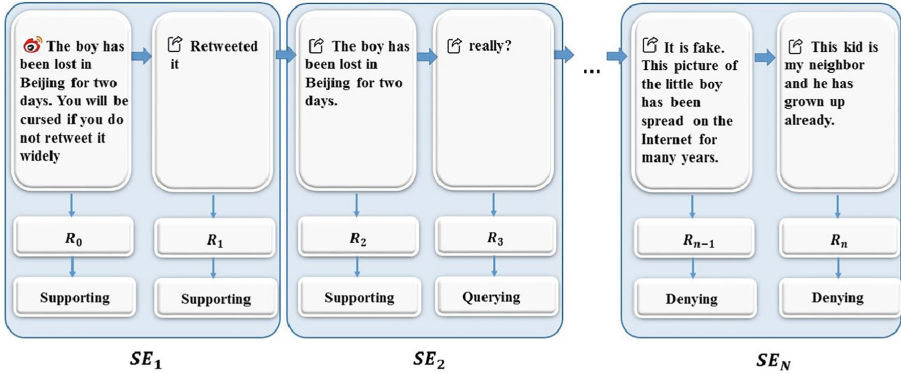 The boy has
been lost in
Beijing for two
days. You will be
cursed if you do
not retweet it
widely
Retweeted
it
The boy has
been lost in
Beijing for two
days.
really?
...
It is fake.
This picture of
the little boy
has been
spread on the
Internet for
many years.
This kid is
my neighbor
and he has
grown up
already.
R0
R1
R2
R3
Rn−1
Rn
Supporting
Supporting
Supporting
Querying
Denying
Denying
SE1
SE2
SEN